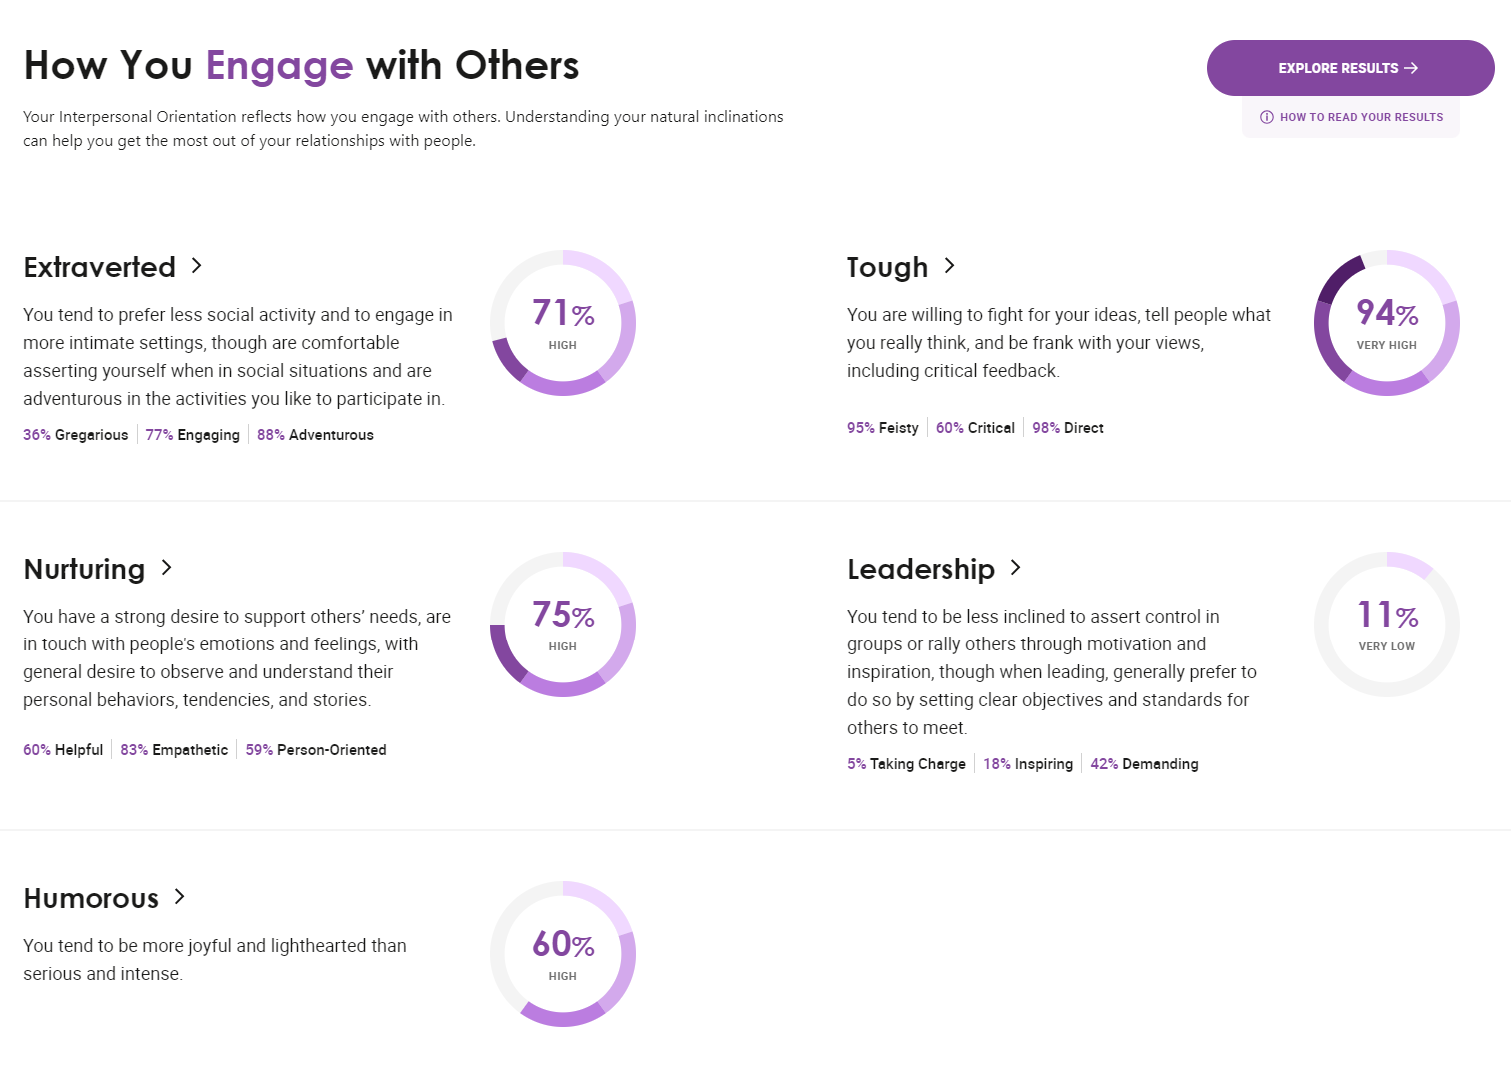 How You Engage with Others
EXPLORE RESULTS
Your Interpersonal Orientation reflects how you engage with others. Understanding your natural inclinations
can help you get the most out of your relationships with people.
HOW TO READ YOUR RESULTS
Extraverted
You tend to prefer less social activity and to engage in
more intimate settings, though are comfortable
asserting yourself when in social situations and are
adventurous in the activities you like to participate in.
36% Gregarious
77% Engaging
88% Adventurous
71%
HIGH
Tough
You are willing to fight for your ideas, tell people what
you really think, and be frank with your views,
including critical feedback.
95% Feisty
60% Critical
98% Direct
94%
VERY HIGH
Nurturing
You have a strong desire to support others’ needs, are
in touch with people's emotions and feelings, with
general desire to observe and understand their
personal behaviors, tendencies, and stories.
60% Helpful
83% Empathetic
59% Person-Oriented
75%
HIGH
Leadership
You tend to be less inclined to assert control in
groups or rally others through motivation and
inspiration, though when leading, generally prefer to
do so by setting clear objectives and standards for
others to meet.
5% Taking Charge
18% Inspiring
42% Demanding
11%
VERY LOW
Humorous
You tend to be more joyful and lighthearted than
serious and intense.
60%
HIGH